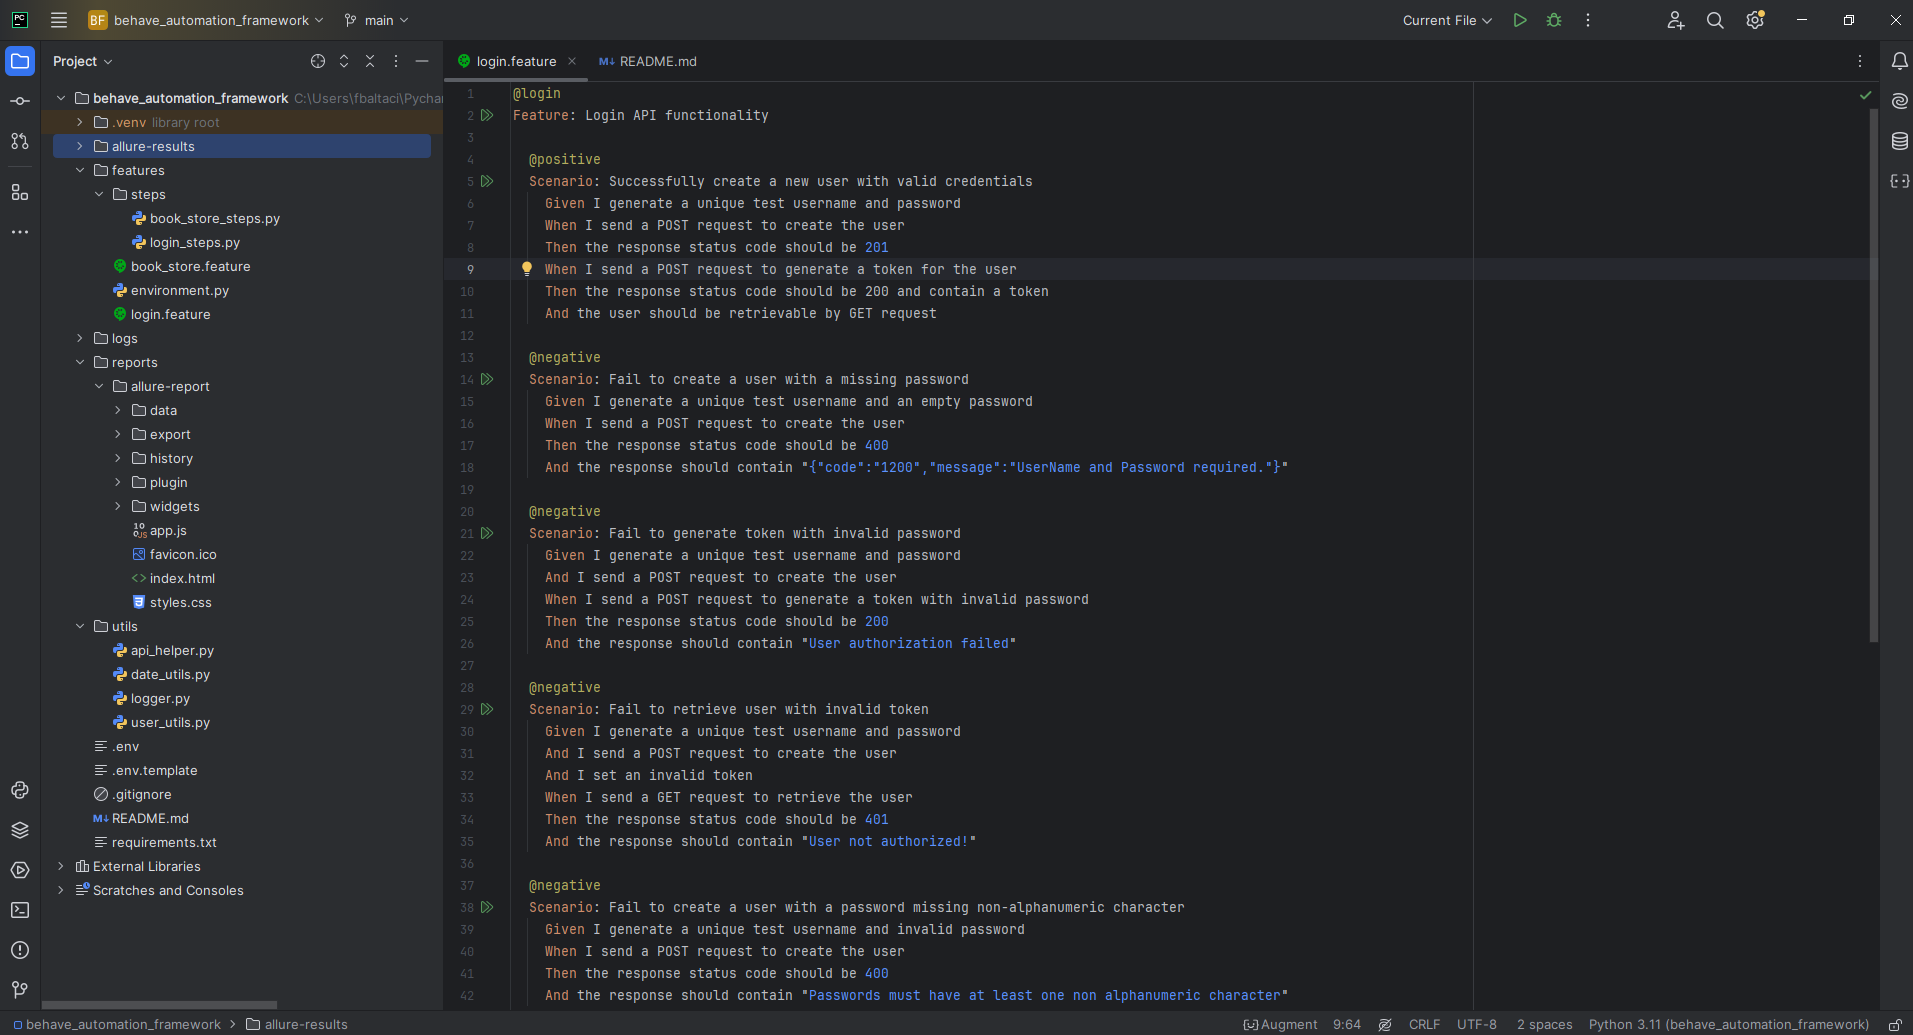 PC
BF behave_automation_framework
main
Current File
Project
behave_automation_framework C:\Users\fbaltaci\Pychar
.venv library root
allure-results
features
steps
book_store_steps.py
login_steps.py
book_store.feature
environment.py
login.feature
logs
reports
allure-report
data
export
history
plugin
widgets
app.js
favicon.ico
index.html
styles.css
utils
api_helper.py
date_utils.py
logger.py
user_utils.py
.env
.env.template
.gitignore
M↓ README.md
requirements.txt
External Libraries
Scratches and Consoles
login.feature
M↓ README.md
1 @login
2 Feature: Login API functionality
3
4 @positive
5 Scenario: Successfully create a new user with valid credentials
6 Given I generate a unique test username and password
7 When I send a POST request to create the user
8 Then the response status code should be 201
9 When I send a POST request to generate a token for the user
10 Then the response status code should be 200 and contain a token
11 And the user should be retrievable by GET request
12
13 @negative
14 Scenario: Fail to create a user with a missing password
15 Given I generate a unique test username and an empty password
16 When I send a POST request to create the user
17 Then the response status code should be 400
18 And the response should contain "{"code":"1200","message":"UserName and Password required."}"
19
20 @negative
21 Scenario: Fail to generate token with invalid password
22 Given I generate a unique test username and password
23 And I send a POST request to create the user
24 When I send a POST request to generate a token with invalid password
25 Then the response status code should be 200
26 And the response should contain "User authorization failed"
27
28 @negative
29 Scenario: Fail to retrieve user with invalid token
30 Given I generate a unique test username and password
31 And I send a POST request to create the user
32 And I set an invalid token
33 When I send a GET request to retrieve the user
34 Then the response status code should be 401
35 And the response should contain "User not authorized!"
36
37 @negative
38 Scenario: Fail to create a user with a password missing non-alphanumeric character
39 Given I generate a unique test username and invalid password
40 When I send a POST request to create the user
41 Then the response status code should be 400
42 And the response should contain "Passwords must have at least one non alphanumeric character"
behave_automation_framework > allure-results
Augment 9:64 CRLF UTF-8 2 spaces Python 3.11 (behave_automation_framework)